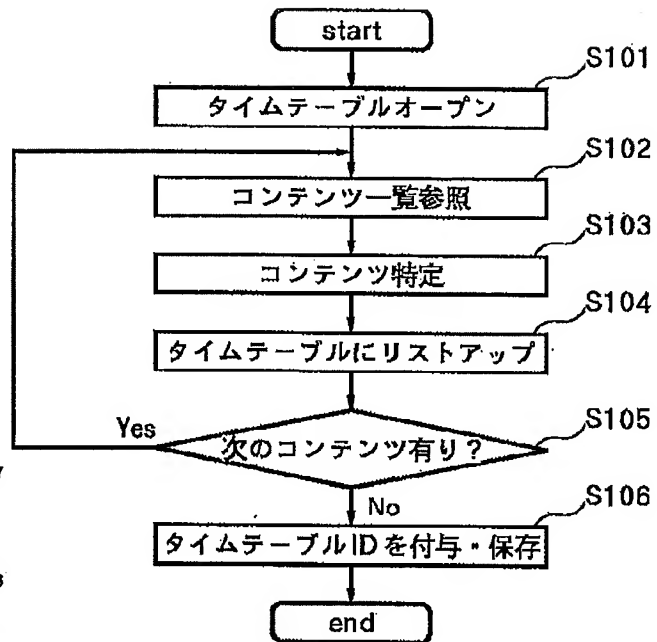 start
S101
タイムテーブルオープン
S102
コンテンツ一覧参照
S103
コンテンツ特定
S104
タイムテーブルにリストアップ
S105
Yes
次のコンテンツ有り？
No
S106
タイムテーブルIDを付与・保存
end